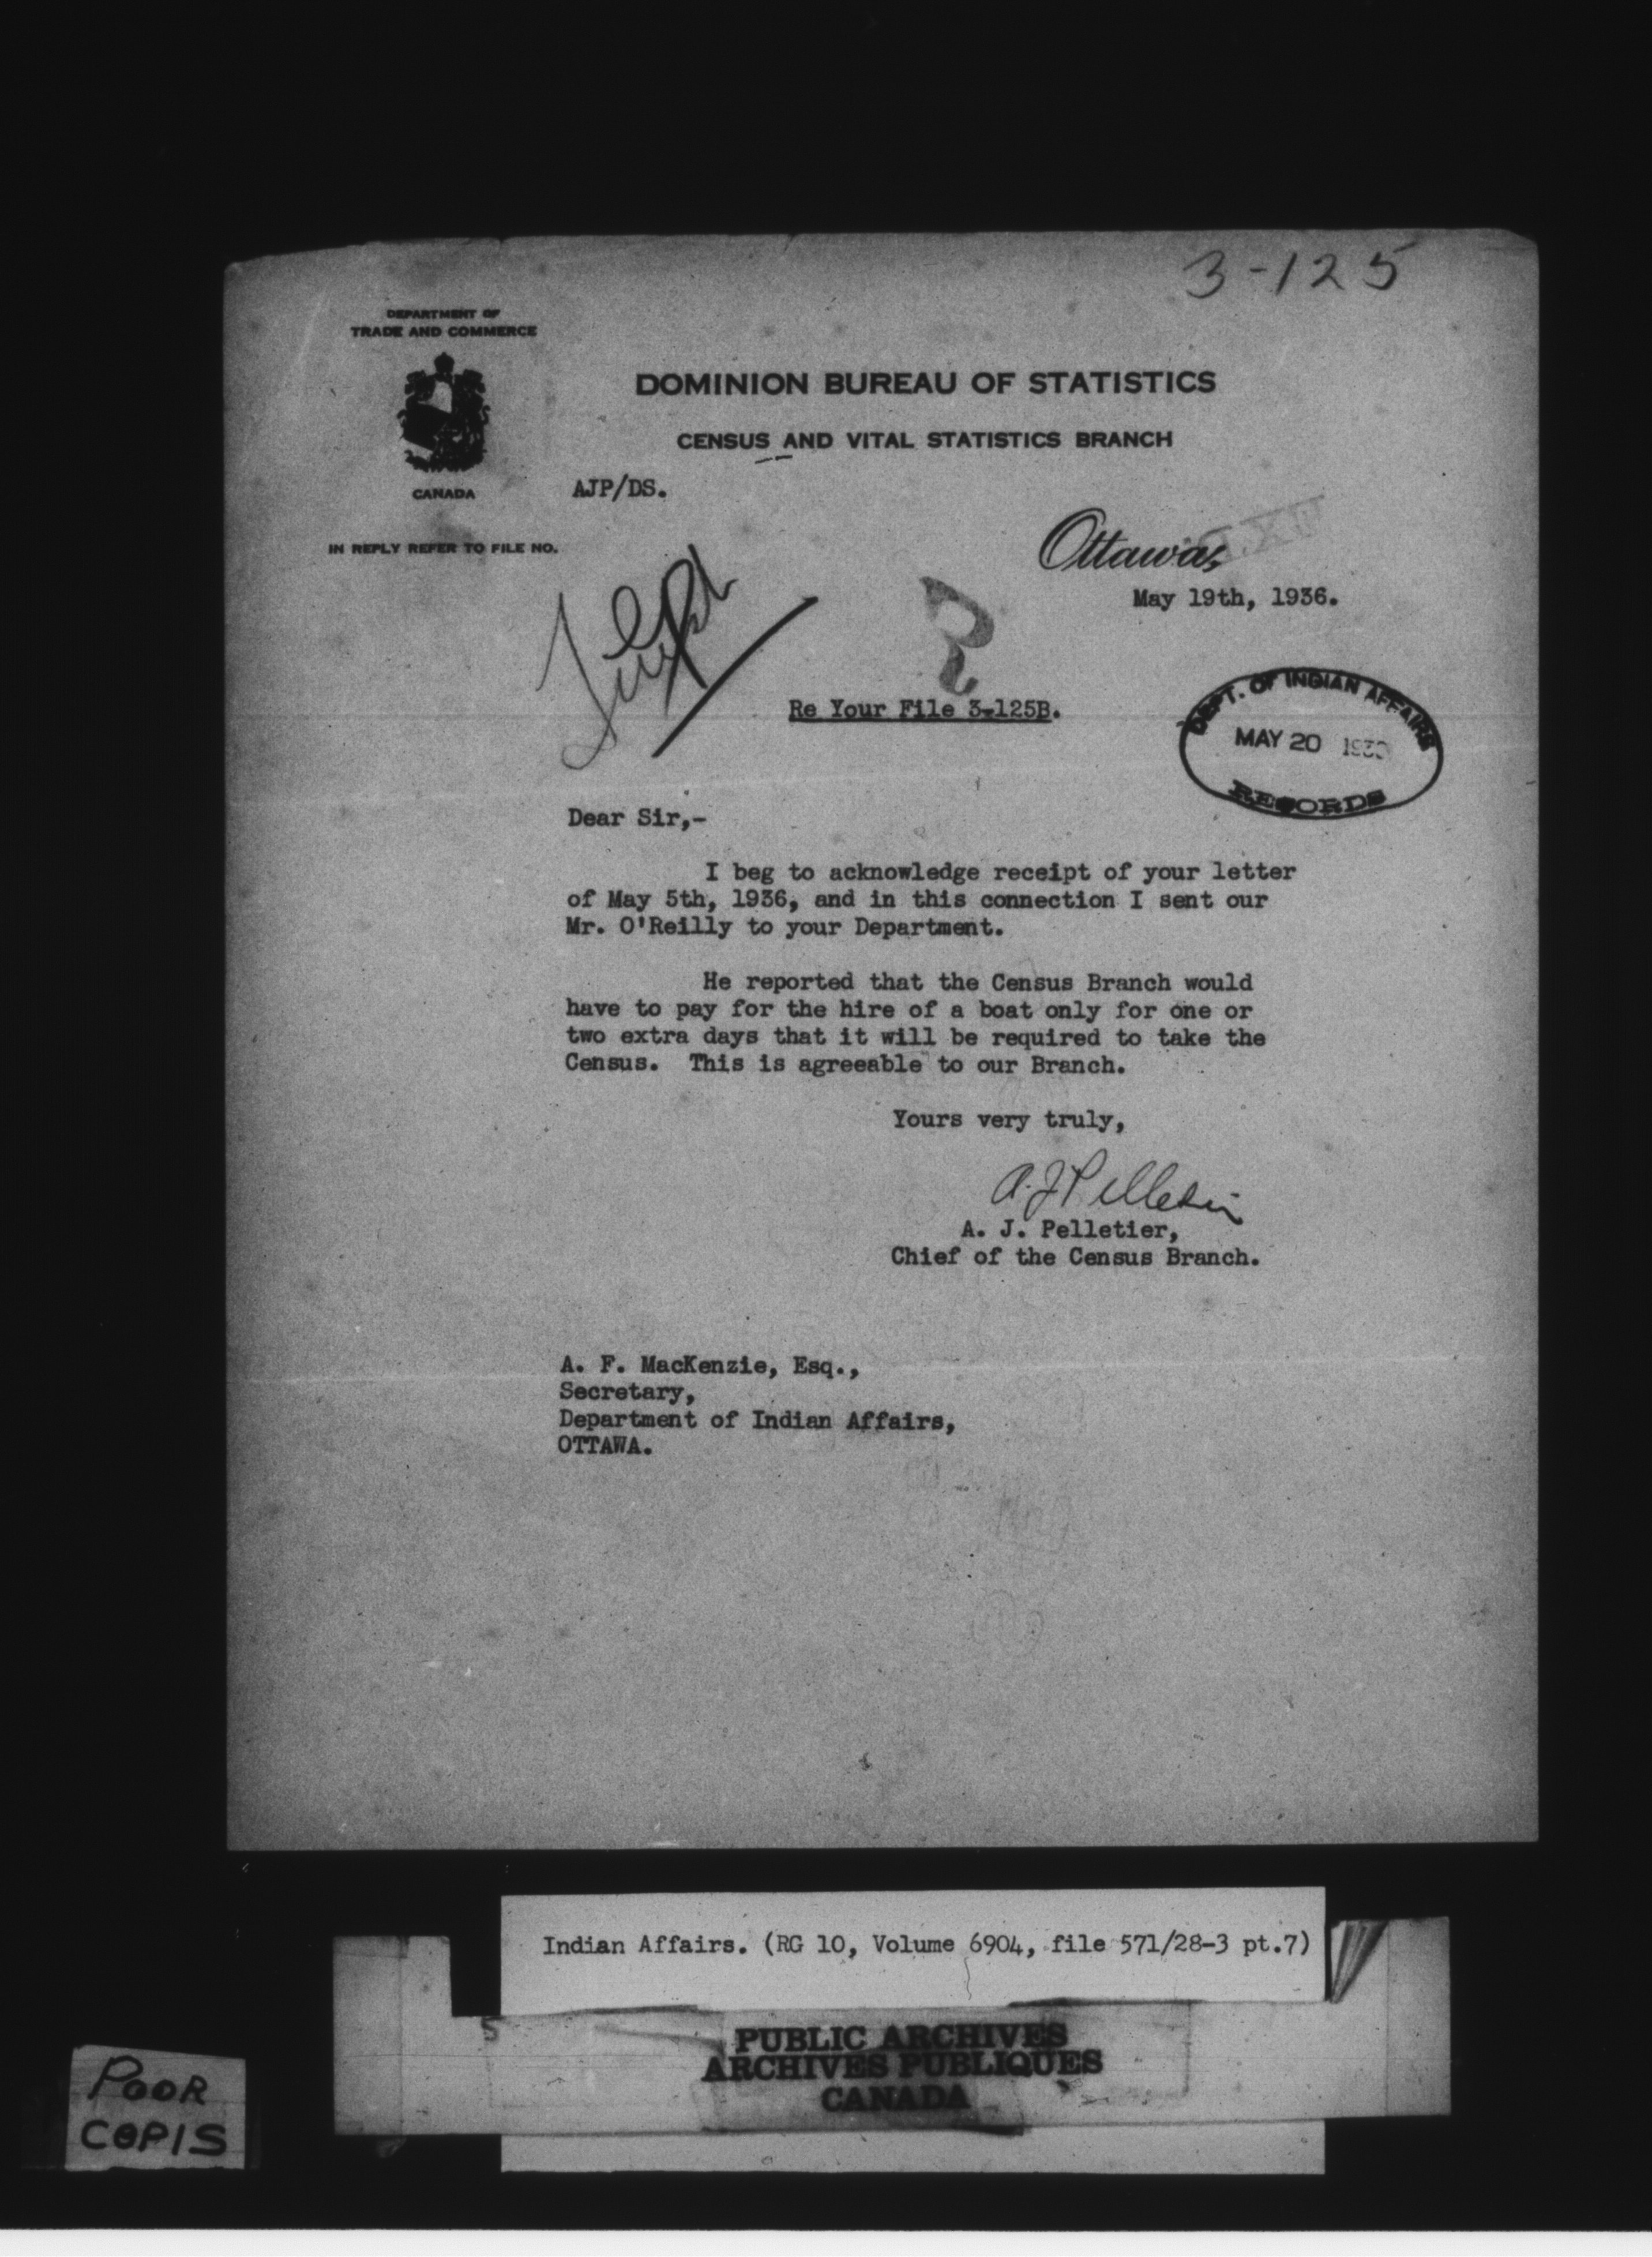 3-125
DEPARTMENT OF
TRADE AND COMMERCE
DOMINION BUREAU OF STATISTICS
CENSUS AND VITAL STATISTICS BRANCH
CANADA
AJP/DS.
IN REPLY REFER TO FILE NO.
Ottawa,
May 19th, 1936.
Re Your File 3-125B.
DEPT. OF INDIAN AFFAIRS
MAY 20
RECORDS
Dear Sir,-
I beg to acknowledge receipt of your letter
of May 5th, 1936, and in this connection I sent our
Mr. O'Reilly to your Department.
He reported that the Census Branch would
have to pay for the hire of a boat only for one or
two extra days that it will be required to take the
Census. This is agreeable to our Branch.
Yours very truly,
A. J. Pelletier
A. J. Pelletier,
Chief of the Census Branch.
A. F. MacKenzie, Esq.,
Secretary,
Department of Indian Affairs,
OTTAWA.
Indian Affairs. (RG 10, Volume 6904, file 571/28-3 pt.7)
5
PUBLIC ARCHIVES
ARCHIVES PUBLIQUES
CANADA
POOR
COPIS